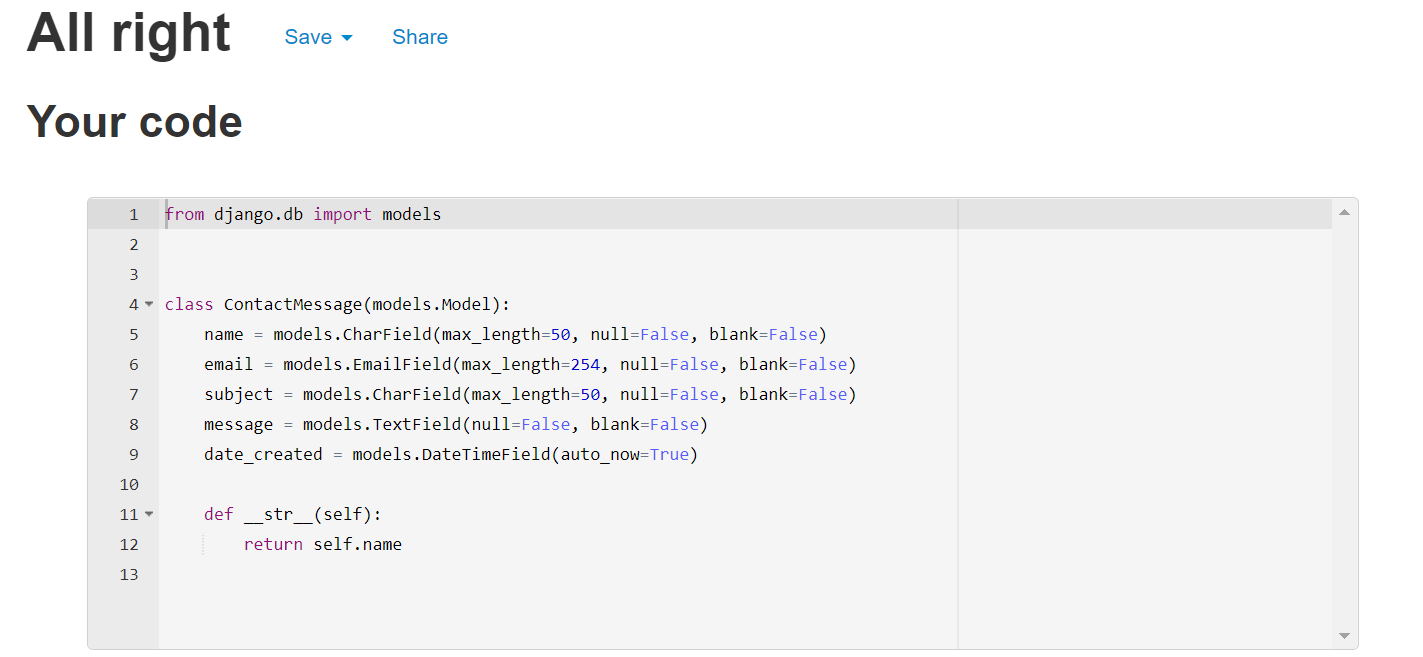 All right Save Share
Your code
1 from django.db import models
2
3
4 class ContactMessage(models.Model):
5     name = models.CharField(max_length=50, null=False, blank=False)
6     email = models.EmailField(max_length=254, null=False, blank=False)
7     subject = models.CharField(max_length=50, null=False, blank=False)
8     message = models.TextField(null=False, blank=False)
9     date_created = models.DateTimeField(auto_now=True)
10
11     def __str__(self):
12         return self.name
13